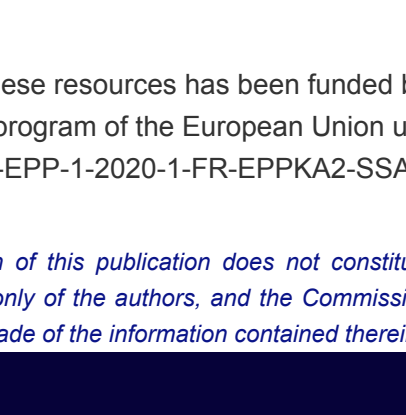 ese resources has been funded
program of the European Union
-EPP-1-2020-1-FR-EPPKA2-SSA
of this publication does not constitu
only of the authors, and the Commissi
ade of the information contained therei